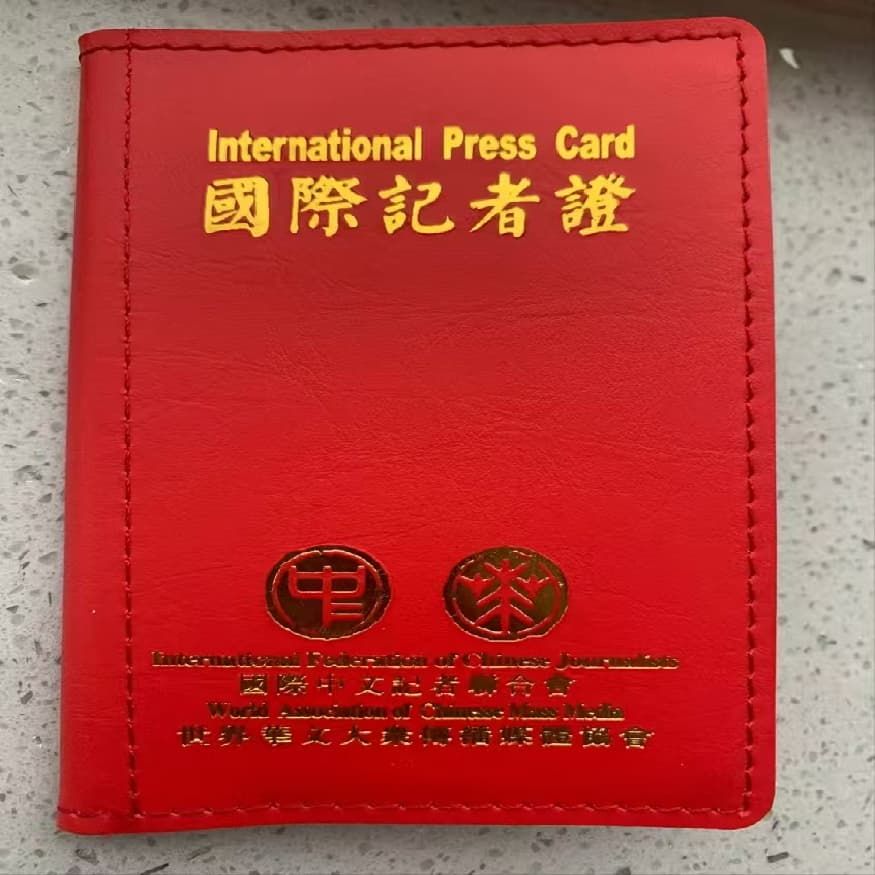 International Press Card
國際記者證
International Federation of Chinese Journalists
國際中文記者聯合會
World Association of Chinese Mass Media
世界華文大眾傳播媒體協會